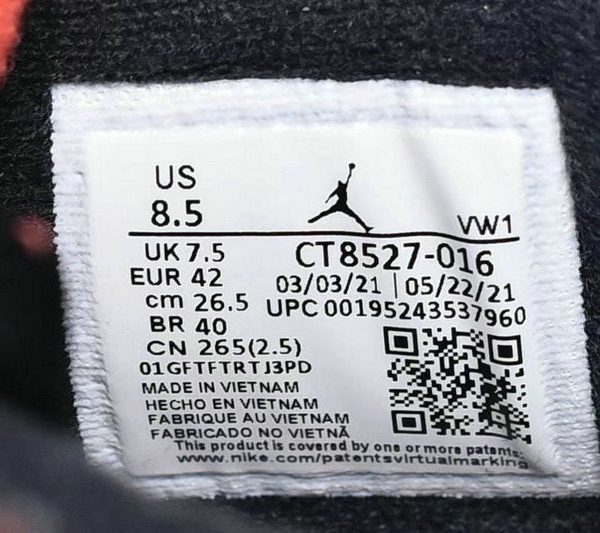 US
8.5
VW1
UK 7.5
CT8527-016
EUR 42
03/03/21 | 05/22/21
cm 26.5
UPC 00195243537960
BR 40
CN 265(2.5)
01GFTFTRTJ3PD
MADE IN VIETNAM
HECHO EN VIETNAM
FABRIQUE AU VIETNAM
FABRICADO NO VIETNÃ
This product is covered by one or more patents:
www.nike.com/patentsvirtualmarking